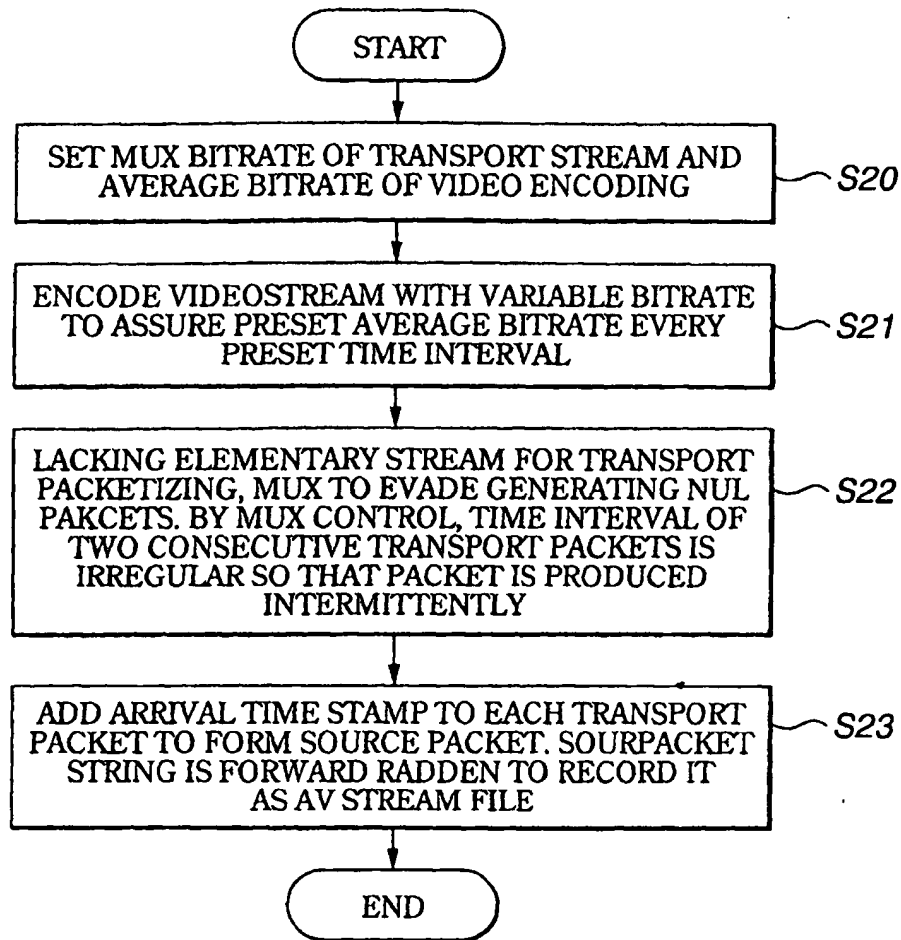 START
SET MUX BITRATE OF TRANSPORT STREAM AND
AVERAGE BITRATE OF VIDEO ENCODING
S20
ENCODE VIDEOSTREAM WITH VARIABLE BITRATE
TO ASSURE PRESET AVERAGE BITRATE EVERY
PRESET TIME INTERVAL
S21
LACKING ELEMENTARY STREAM FOR TRANSPORT
PACKETIZING, MUX TO EVADE GENERATING NUL
PAKCETS. BY MUX CONTROL, TIME INTERVAL OF
TWO CONSECUTIVE TRANSPORT PACKETS IS
IRREGULAR SO THAT PACKET IS PRODUCED
INTERMITTENTLY
S22
ADD ARRIVAL TIME STAMP TO EACH TRANSPORT
PACKET TO FORM SOURCE PACKET. SOURPACKET
STRING IS FORWARD RADDEN TO RECORD IT
AS AV STREAM FILE
S23
END